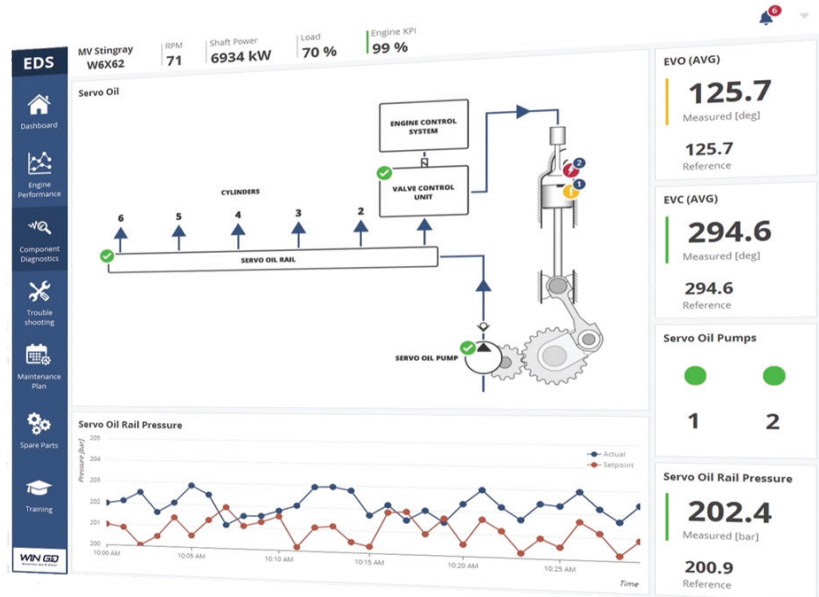 EDS
MV Stingray
W6X62
RPM
71
Shaft Power
6934 kW
Load
70 %
Engine KPI
99 %
6
Dashboard
Engine
Performance
Component
Diagnostics
Trouble
shooting
Maintenance
Plan
Spare Parts
Training
WIN GD
Servo Oil
ENGINE CONTROL
SYSTEM
VALVE CONTROL
UNIT
CYLINDERS
6
5
4
3
2
SERVO OIL RAIL
SERVO OIL PUMP
2
1
Servo Oil Rail Pressure
Pressure [bar]
205
204
203
202
201
200
10:00 AM
10:05 AM
10:10 AM
10:15 AM
10:20 AM
10:25 AM
Time
Actual
Setpoint
EVO (AVG)
125.7
Measured [deg]
125.7
Reference
EVC (AVG)
294.6
Measured [deg]
294.6
Reference
Servo Oil Pumps
1
2
Servo Oil Rail Pressure
202.4
Measured [bar]
200.9
Reference